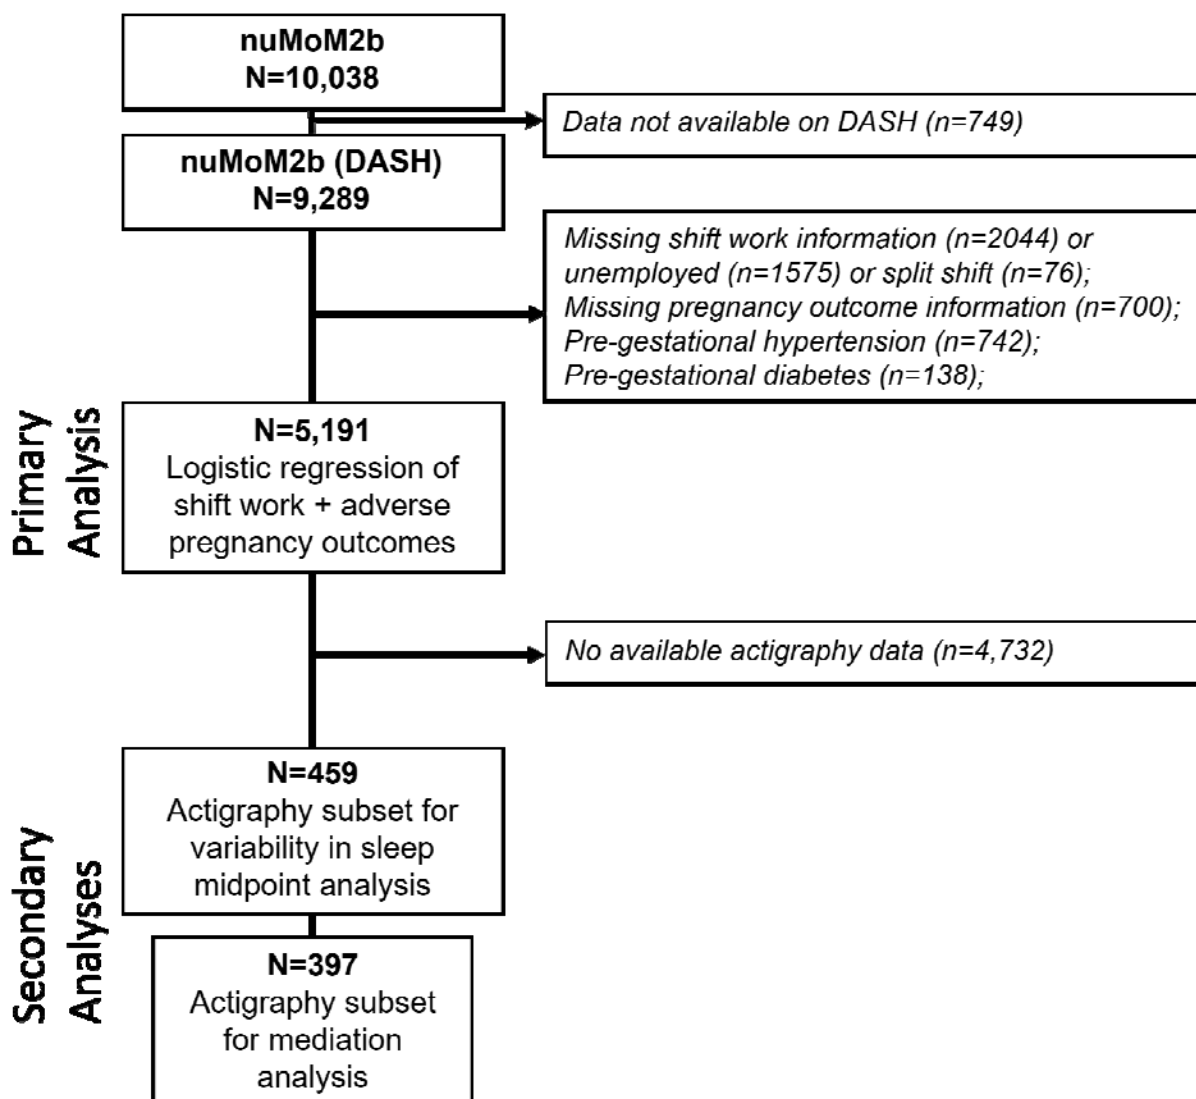 nuMoM2b
N=10,038
Data not available on DASH (n=749)
nuMoM2b (DASH)
N=9,289
Missing shift work information (n=2044) or
unemployed (n=1575) or split shift (n=76);
Missing pregnancy outcome information (n=700);
Pre-gestational hypertension (n=742);
Pre-gestational diabetes (n=138);
Primary
Analysis
N=5,191
Logistic regression of
shift work + adverse
pregnancy outcomes
No available actigraphy data (n=4,732)
Secondary
Analyses
N=459
Actigraphy subset for
variability in sleep
midpoint analysis
N=397
Actigraphy subset
for mediation
analysis